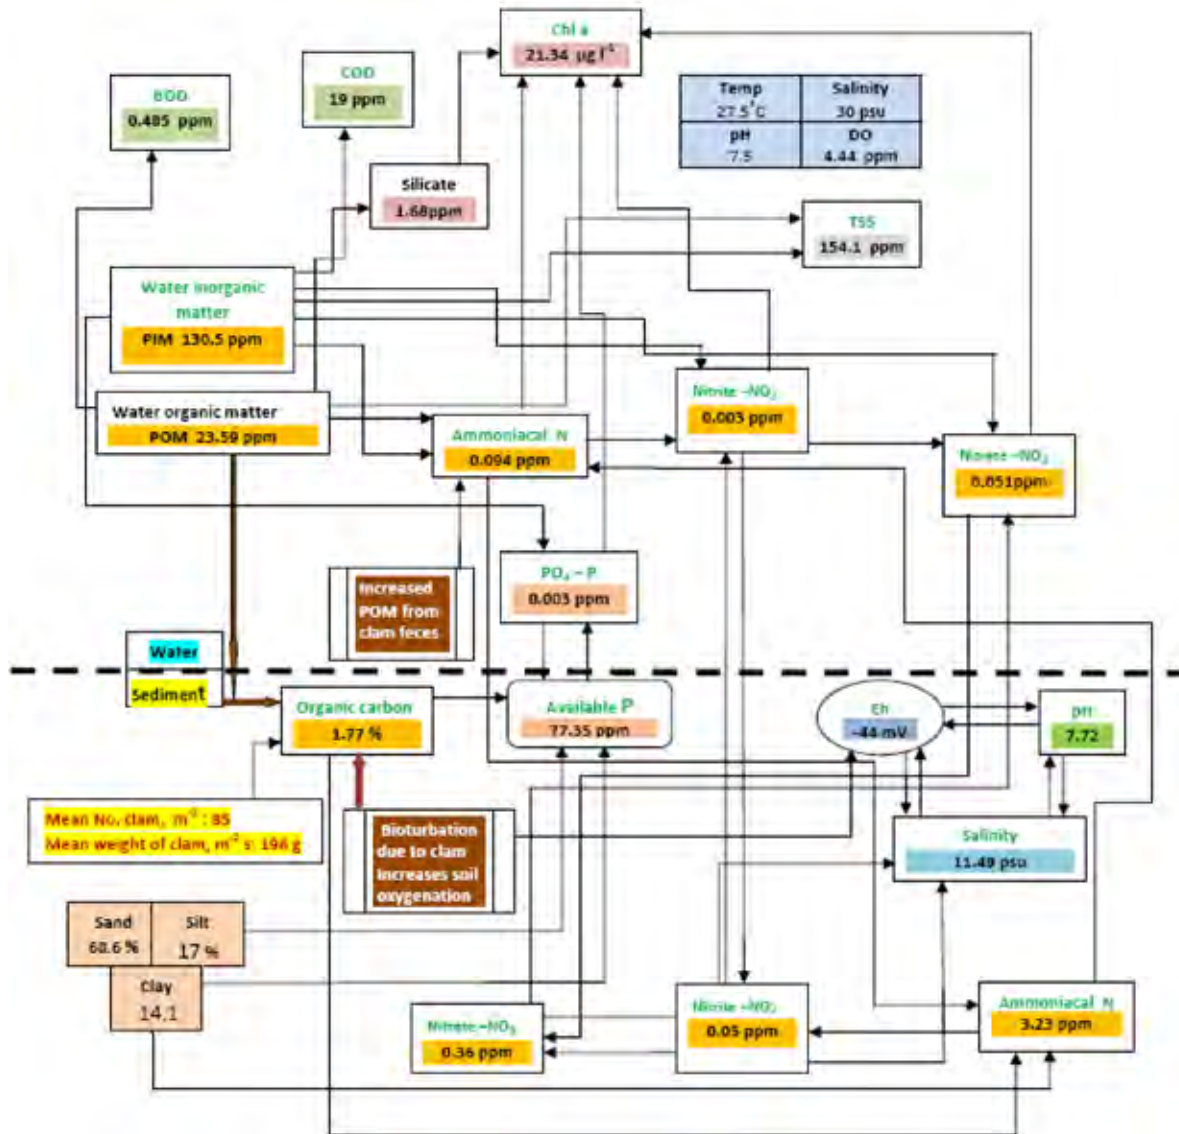 Chl a
21.34 µg l⁻¹
COD
19 ppm
BOD
0.485 ppm
Temp
27.5°C
Salinity
30 psu
pH
7.5
DO
4.44 ppm
Silicate
1.68ppm
TSS
154.1 ppm
Water inorganic
matter
PIM 130.5 ppm
Water organic matter
POM 23.59 ppm
Nitrite –NO₂
0.003 ppm
Ammoniacal N
0.094 ppm
0.051ppm
PO₄ – P
0.003 ppm
Increased
POM from
clam feces
Water
Sediment
Organic carbon
1.77 %
Available P
77.35 ppm
Eh
-44 mV
pH
7.72
Mean No. clam, m⁻² : 85
Mean weight of clam, m⁻² s: 196 g
Bioturbation
due to clam
Increases soil
oxygenation
Salinity
11.49 psu
Sand
68.6 %
Silt
17 %
Clay
14.1
Nitrate –NO₃
0.36 ppm
Nitrite –NO₂
0.05 ppm
Ammoniacal N
3.23 ppm